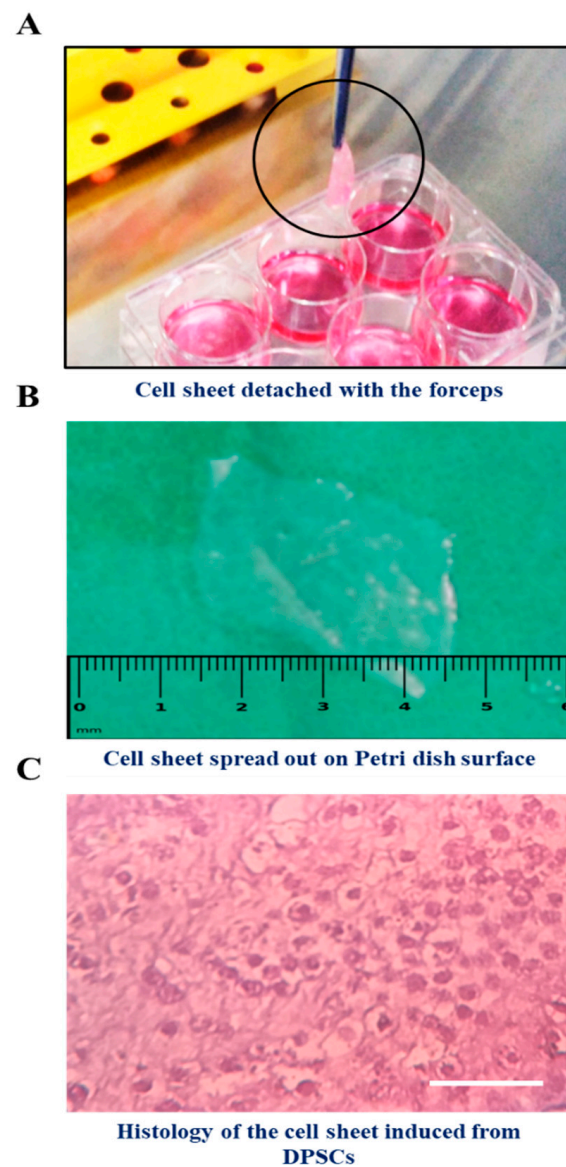 A
Cell sheet detached with the forceps
B
0 1 2 3 4 5 6
mm
Cell sheet spread out on Petri dish surface
C
Histology of the cell sheet induced from
DPSCs